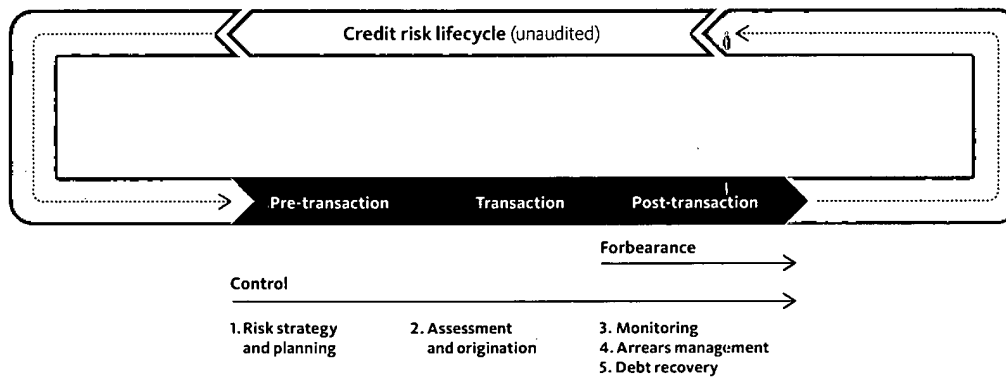 Credit risk lifecycle (unaudited)
Pre-transaction
Transaction
Post-transaction
Forbearance
Control
1. Risk strategy
and planning
2. Assessment
and origination
3. Monitoring
4. Arrears management
5. Debt recovery